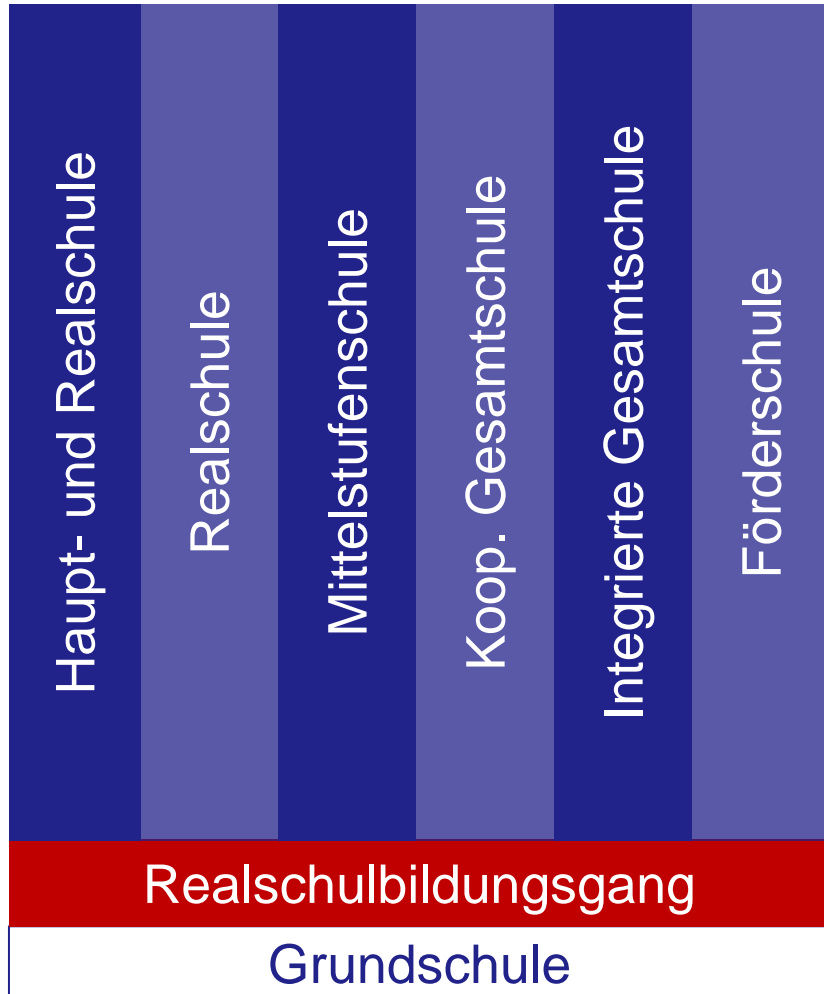 Haupt- und Realschule
Realschule
Mittelstufenschule
Koop. Gesamtschule
Integrierte Gesamtschule
Förderschule
Realschulbildungsgang
Grundschule